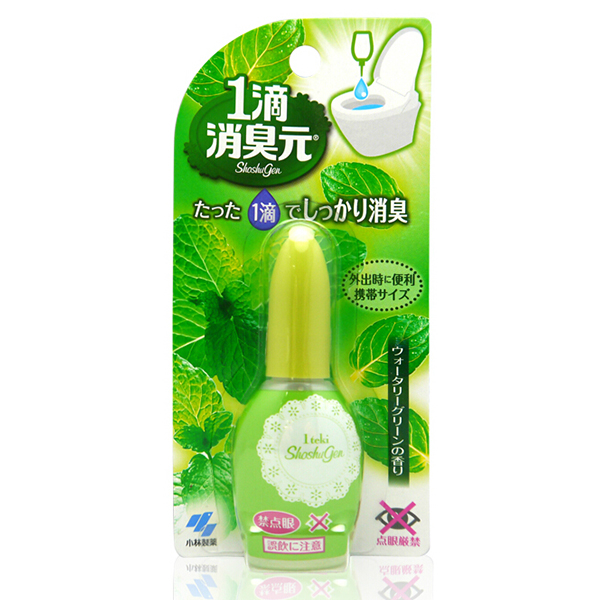 1滴
消臭元®
ShoshuGen
たった1滴でしっかり消臭
外出時に便利
携帯サイズ
ウォータリーグリーンの香り
1 teki
ShoshuGen
禁点眼
誤飲に注意
小林製薬
点眼厳禁